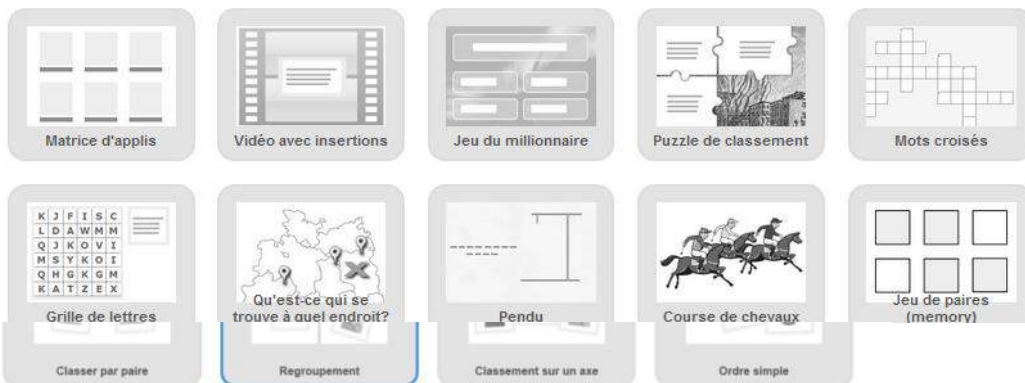 Matrice d'applis
Vidéo avec insertions
Jeu du millionnaire
Puzzle de classement
Mots croisés
K J F I S C
L D A W M M
Q J K O V I
M S Y K O I
Q H G K G M
K A T Z E X
Grille de lettres
Qu'est-ce qui se
trouve à quel endroit?
Pendu
Course de chevaux
Jeu de paires
(memory)
Classer par paire
Regroupement
Classement sur un axe
Ordre simple